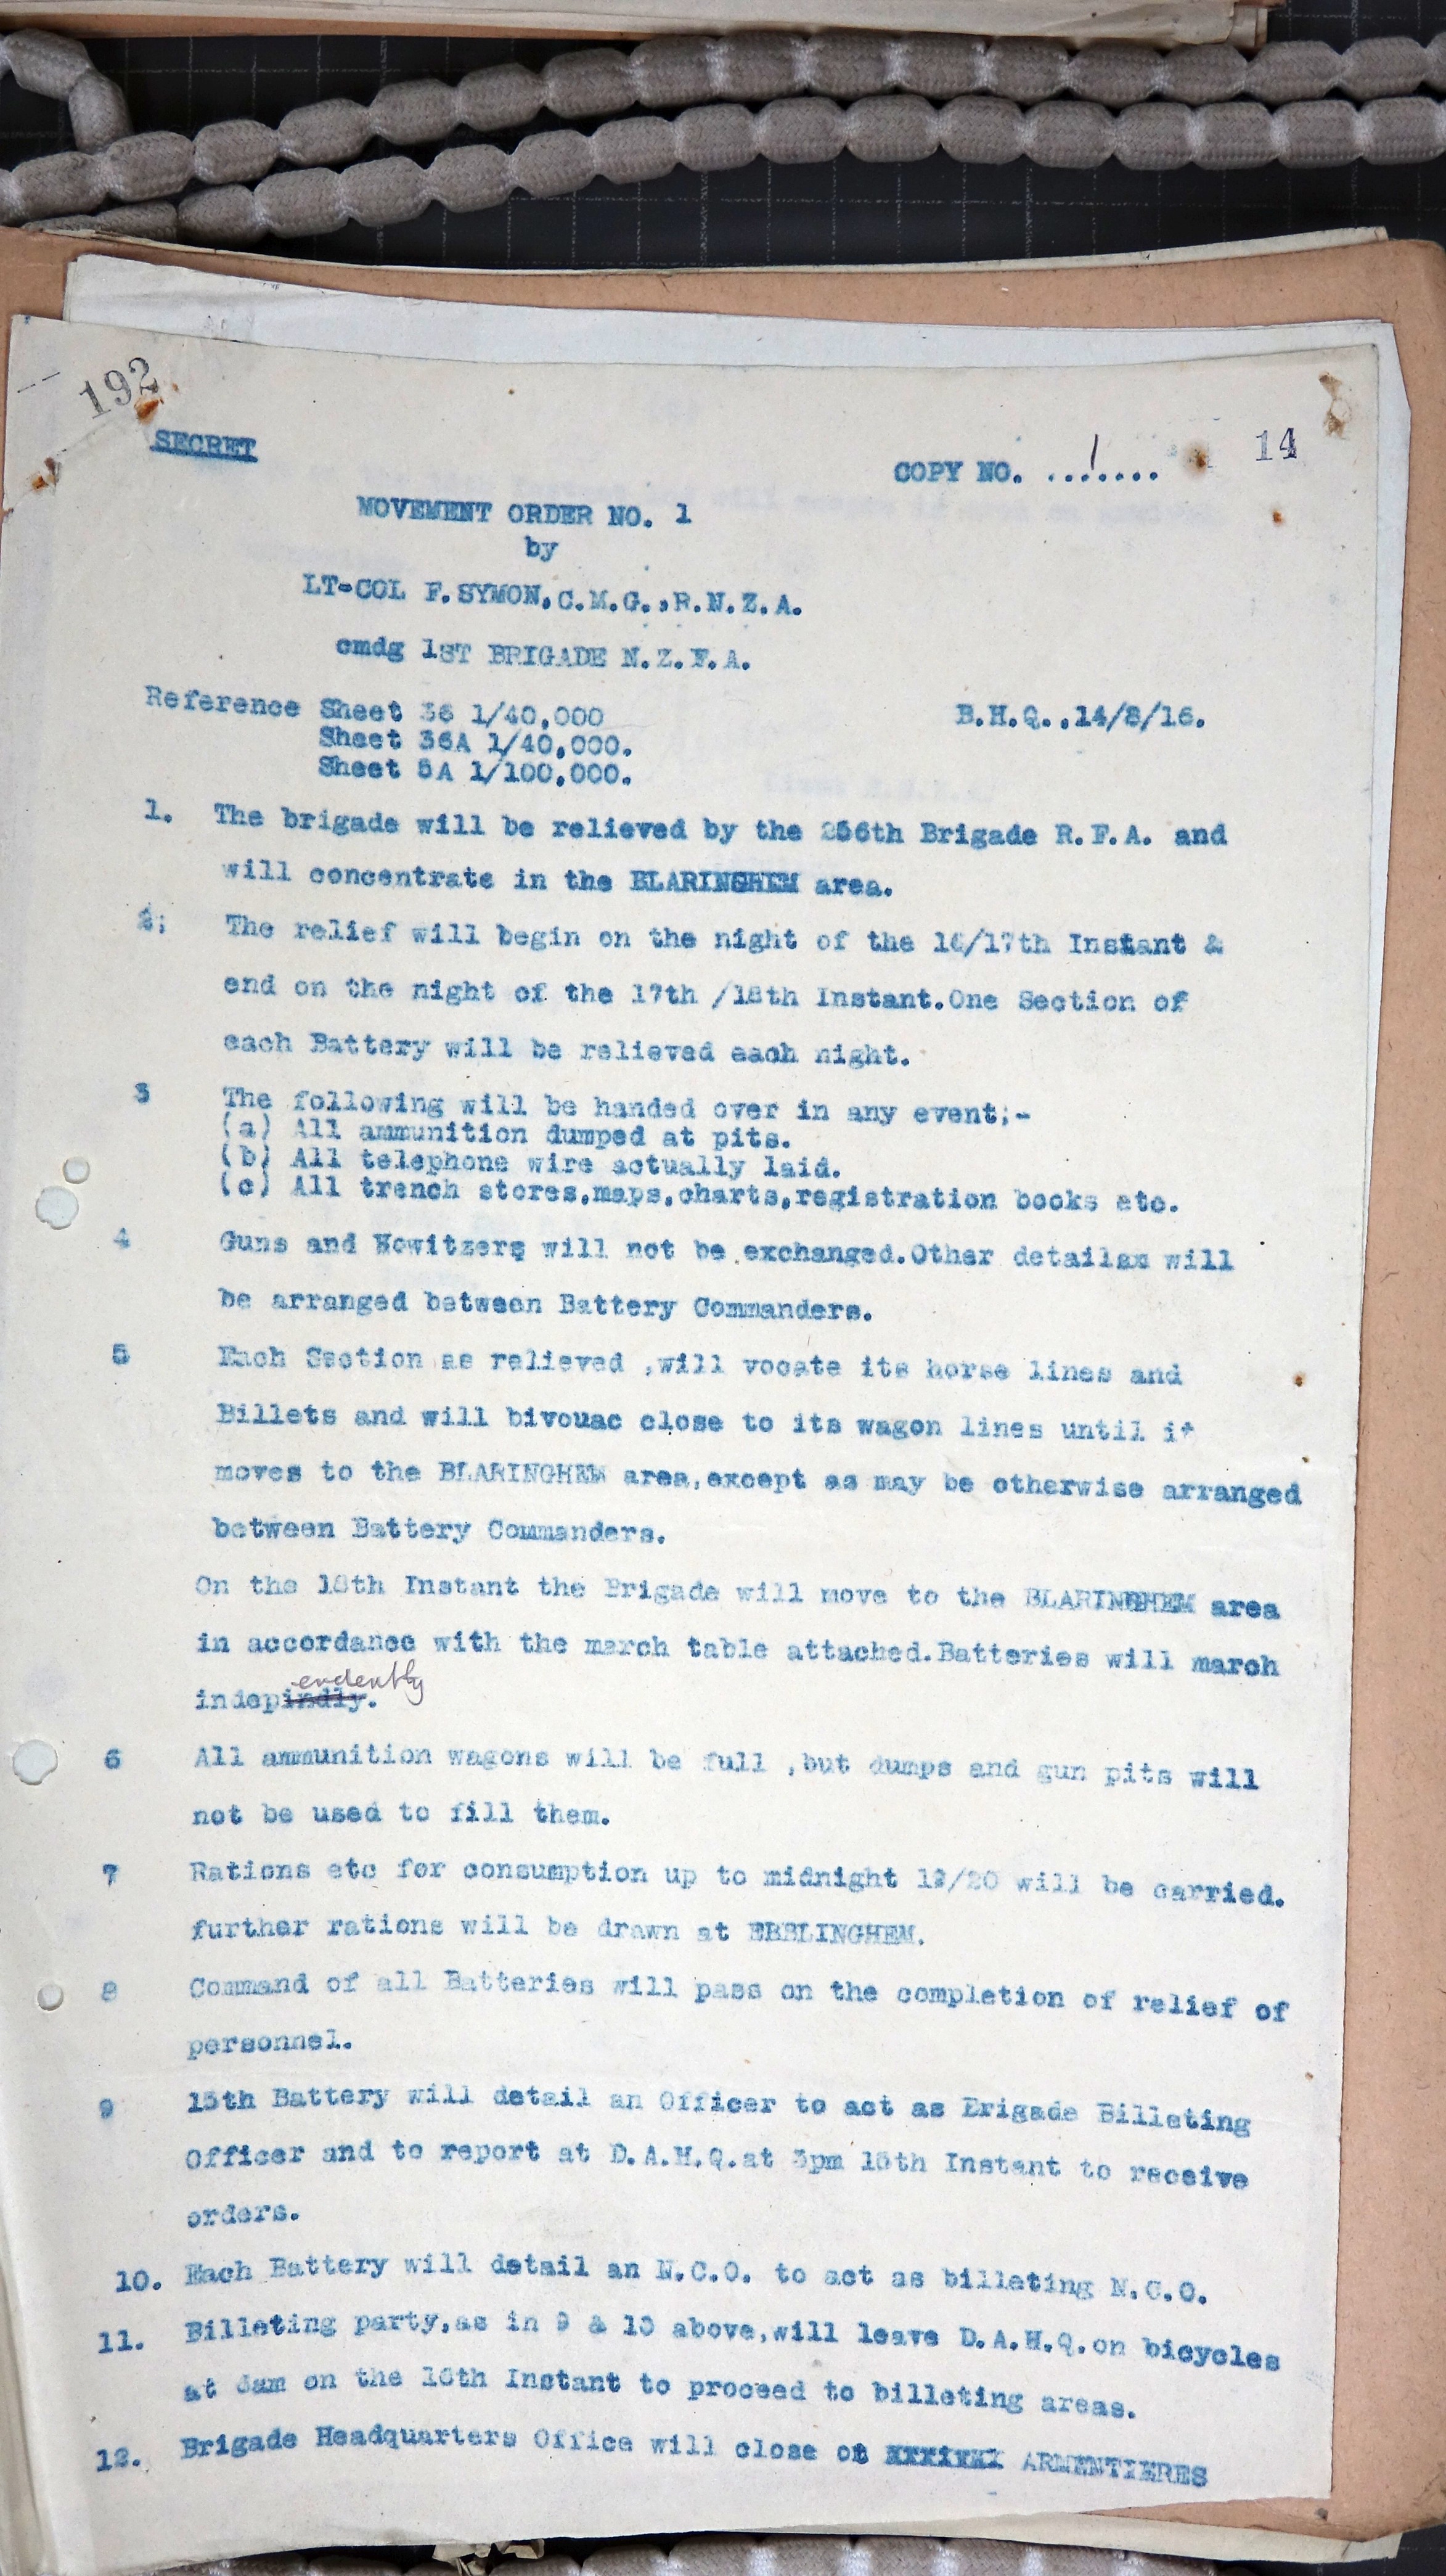 192
SECRET
COPY NO. ...1....
14
MOVEMENT ORDER NO. 1
by
LT-COL F. SYMON, C.M.G., R.N.Z.A.
cmdg 1ST BRIGADE N.Z.F.A.
Reference Sheet 36 1/40,000
B.H.Q..,14/8/16.
Sheet 36A 1/40,000.
Sheet 5A 1/100,000.
1. The brigade will be relieved by the 256th Brigade R.F.A. and
will concentrate in the BLARINGHEM area.
2; The relief will begin on the night of the 16/17th Instant &
end on the night of the 17th /18th Instant.One Section of
each Battery will be relieved each night.
3 The following will be handed over in any event;-
(a) All ammunition dumped at pits.
(b) All telephone wire actually laid.
(c) All trench stores,maps,charts,registration books etc.
4 Guns and Howitzers will not be exchanged.Other details will
be arranged between Battery Commanders.
5 Each Section as relieved ,will vocate its horse lines and
Billets and will bivouac close to its wagon lines until it
moves to the BLARINGHEM area,except as may be otherwise arranged
between Battery Commanders.
On the 18th Instant the Brigade will move to the BLARINGHEM area
in accordance with the march table attached.Batteries will march
evdently
indepindly.
6 All ammunition wagons will be full ,but dumps and gun pits will
not be used to fill them.
7 Rations etc for consumption up to midnight 19/20 will be carried.
further rations will be drawn at EBBLINGHEM.
8 Command of all Batteries will pass on the completion of relief of
personnel.
9 15th Battery will detail an Officer to act as Brigade Billeting
Officer and to report at D.A.H.Q.at 3pm 15th Instant to receive
orders.
10. Each Battery will detail an N.C.O. to act as billeting N.C.O.
11. Billeting party,as in 9 & 10 above,will leave D.A.H.Q.on bicycles
at on the 16th Instant to proceed to billeting areas.
12. Brigade Headquarters Office will close at ARMENTIERES